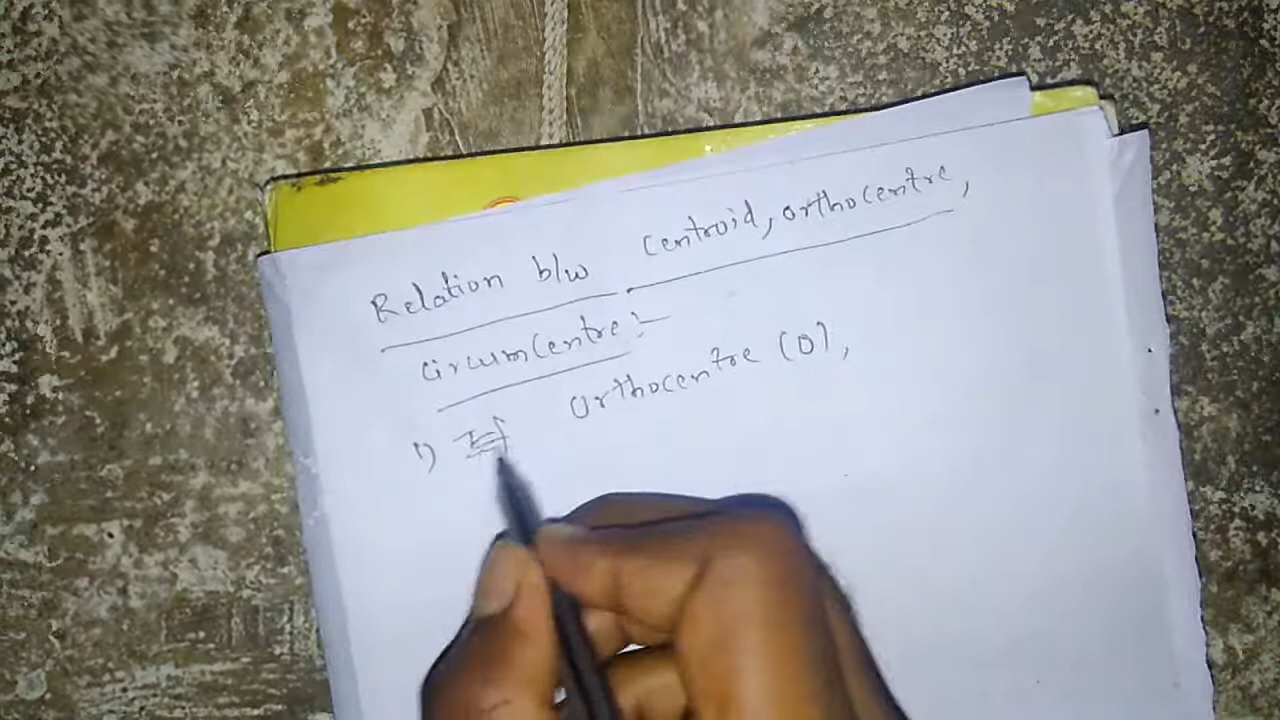 Relation b/w centroid, orthocentre,
circumcentre :-
1) orthocentre (O),